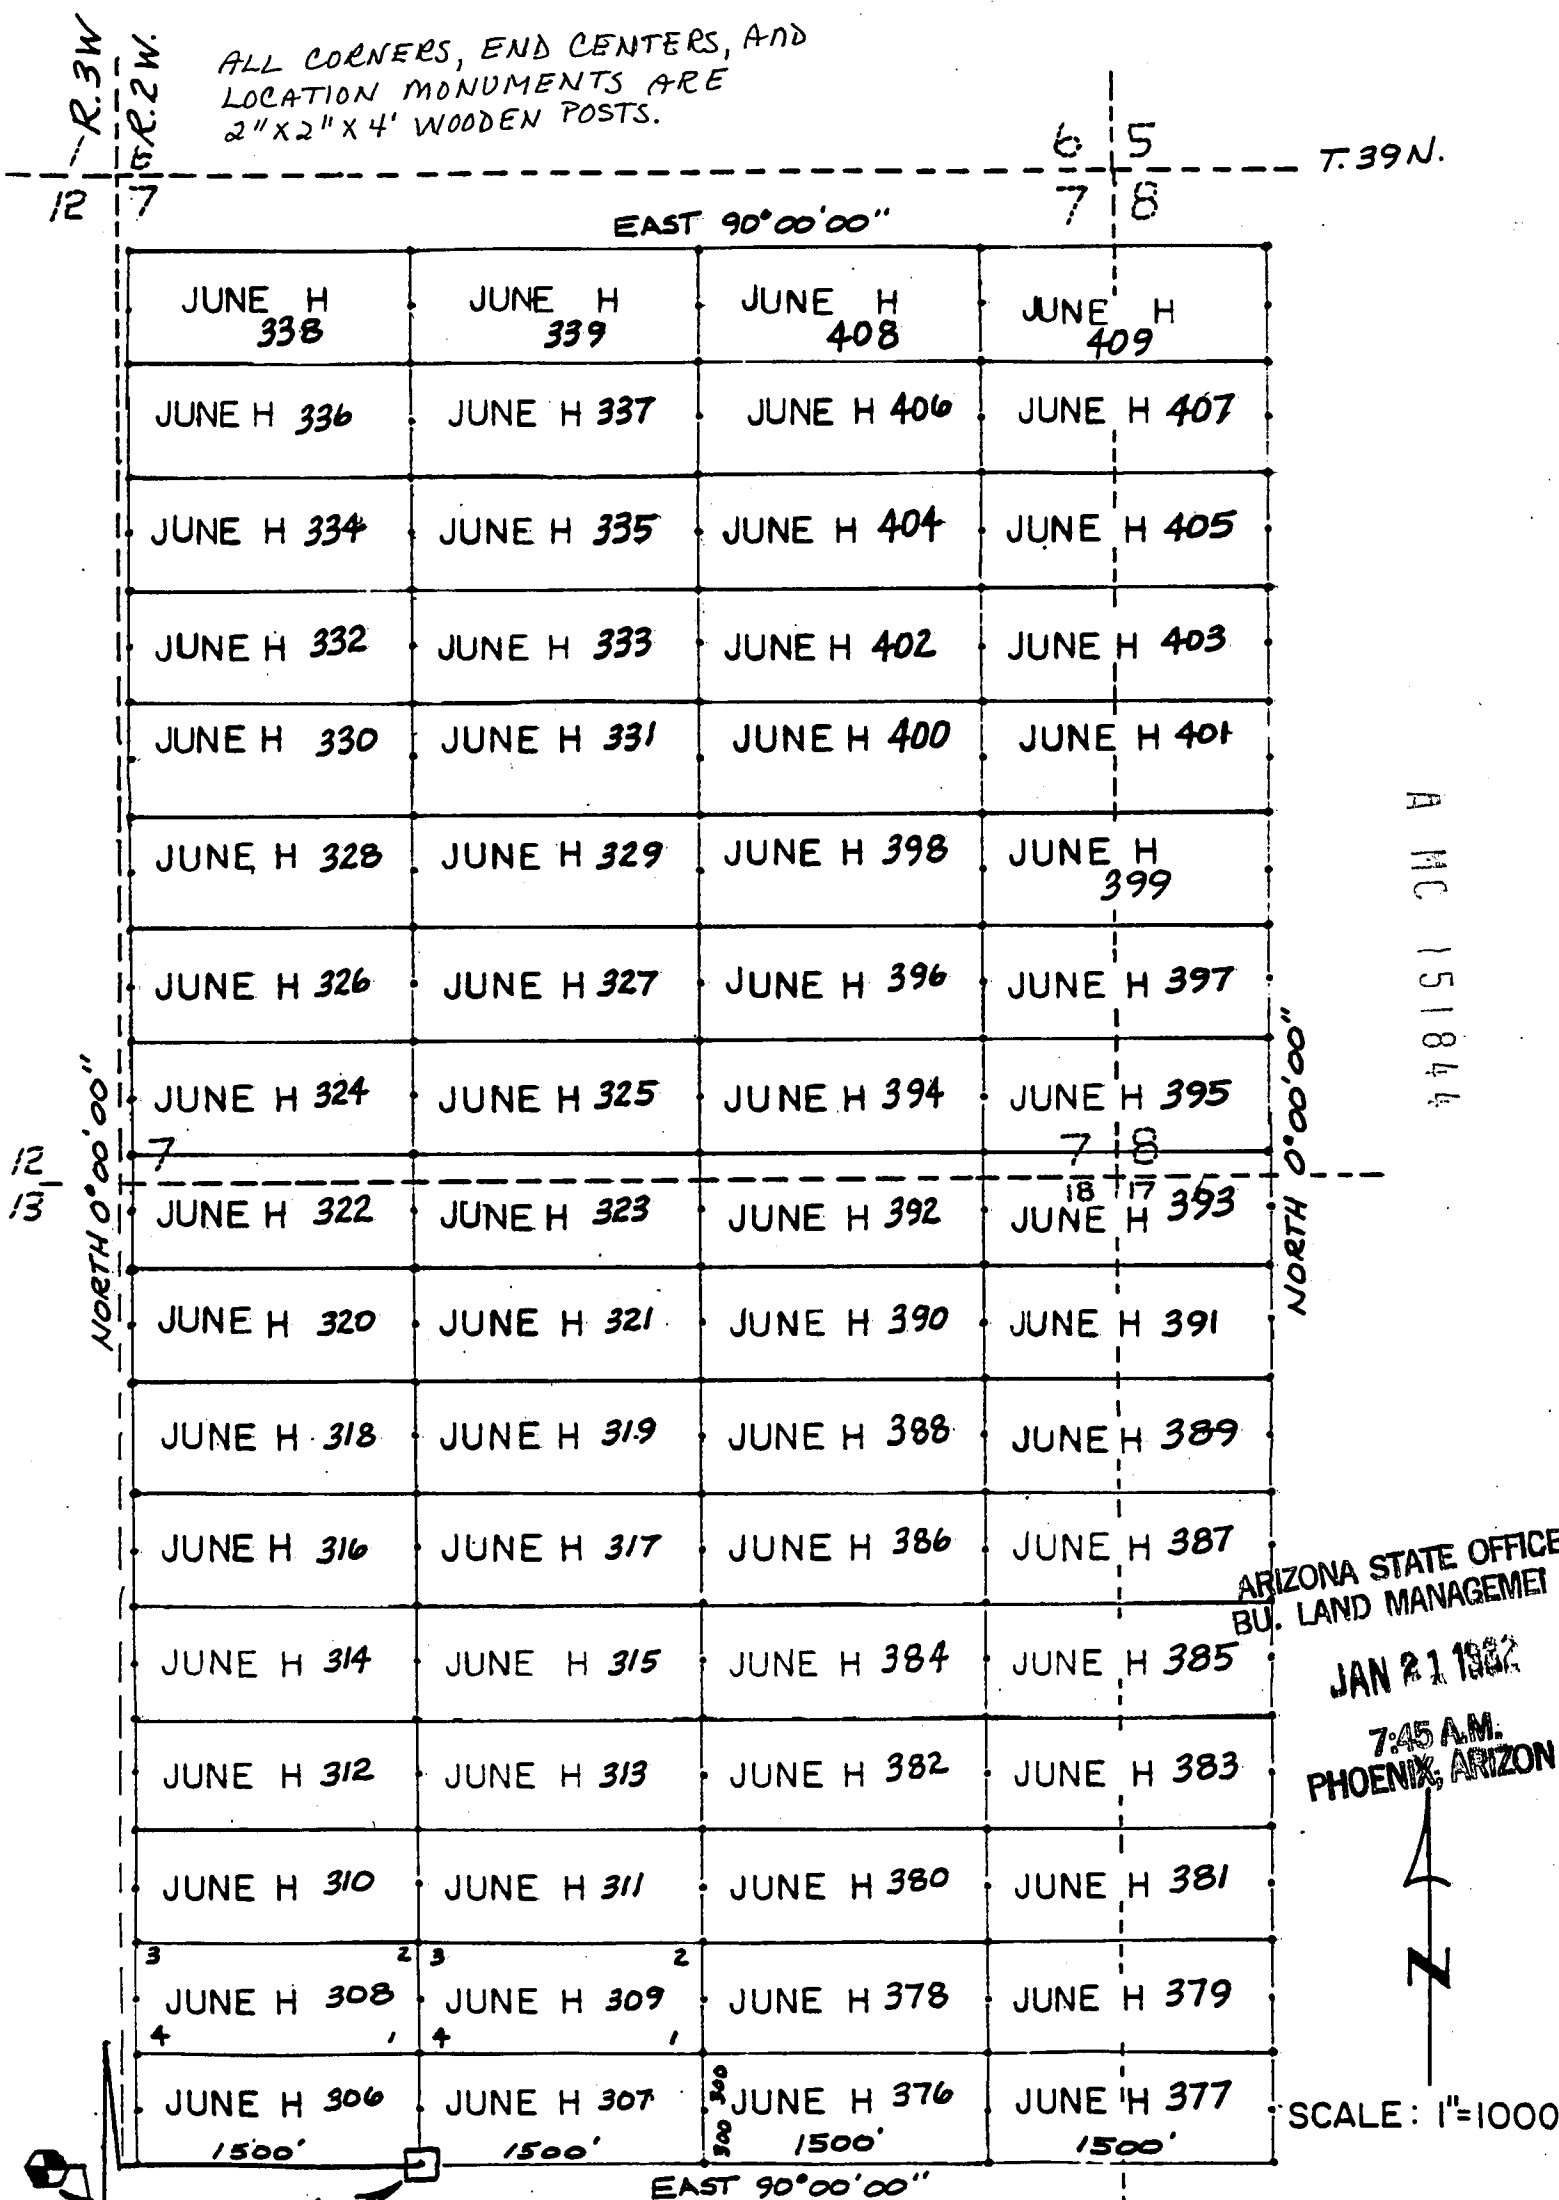 R.3W
R.2W.
ALL CORNERS, END CENTERS, AND
LOCATION MONUMENTS ARE
2"X2"X4' WOODEN POSTS.
6 5
T.39N.
12 7
7 8
EAST 90°00'00"
JUNE H 338
JUNE H 339
JUNE H 408
JUNE H 409
JUNE H 336
JUNE H 337
JUNE H 406
JUNE H 407
JUNE H 334
JUNE H 335
JUNE H 404
JUNE H 405
JUNE H 332
JUNE H 333
JUNE H 402
JUNE H 403
JUNE H 330
JUNE H 331
JUNE H 400
JUNE H 401
JUNE H 328
JUNE H 329
JUNE H 398
JUNE H 399
A MC 151844
JUNE H 326
JUNE H 327
JUNE H 396
JUNE H 397
JUNE H 324
JUNE H 325
JUNE H 394
JUNE H 395
NORTH 0°00'00"
NORTH 0°00'00"
12 7
7 8
13
18 17
JUNE H 322
JUNE H 323
JUNE H 392
JUNE H 393
JUNE H 320
JUNE H 321
JUNE H 390
JUNE H 391
JUNE H 318
JUNE H 319
JUNE H 388
JUNE H 389
JUNE H 316
JUNE H 317
JUNE H 386
JUNE H 387
ARIZONA STATE OFFICE
BU. LAND MANAGEMEI
JAN 21 1982
7:45 A.M.
PHOENIX, ARIZON
JUNE H 314
JUNE H 315
JUNE H 384
JUNE H 385
JUNE H 312
JUNE H 313
JUNE H 382
JUNE H 383
JUNE H 310
JUNE H 311
JUNE H 380
JUNE H 381
3 2 3 2
JUNE H 308
JUNE H 309
JUNE H 378
JUNE H 379
N
4 1 4 1
JUNE H 306
JUNE H 307
300 300
JUNE H 376
JUNE H 377
SCALE: 1"=1000
1500'
1500'
1500'
1500'
EAST 90°00'00"